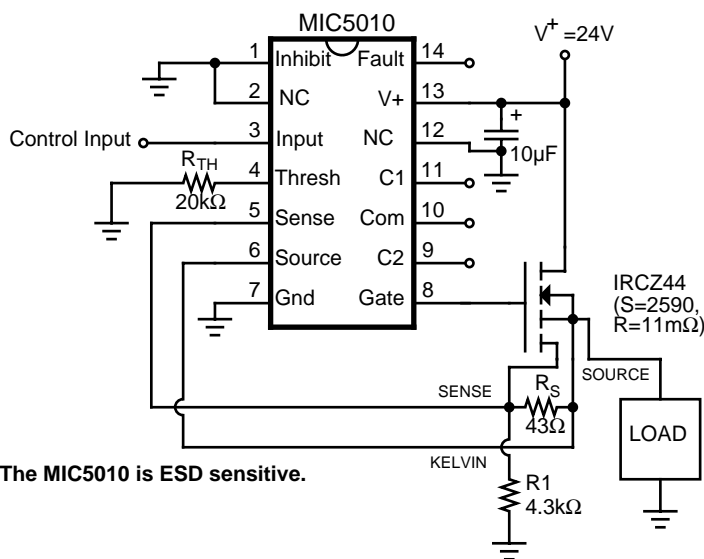 MIC5010
V+ =24V
1 Inhibit Fault 14
2 NC V+ 13
3 Input NC 12
4 Thresh C1 11
5 Sense Com 10
6 Source C2 9
7 Gnd Gate 8
Control Input
RTH
20kΩ
+
10µF
IRCZ44
(S=2590,
R=11mΩ)
SOURCE
SENSE
RS
43Ω
LOAD
KELVIN
The MIC5010 is ESD sensitive.
R1
4.3kΩ